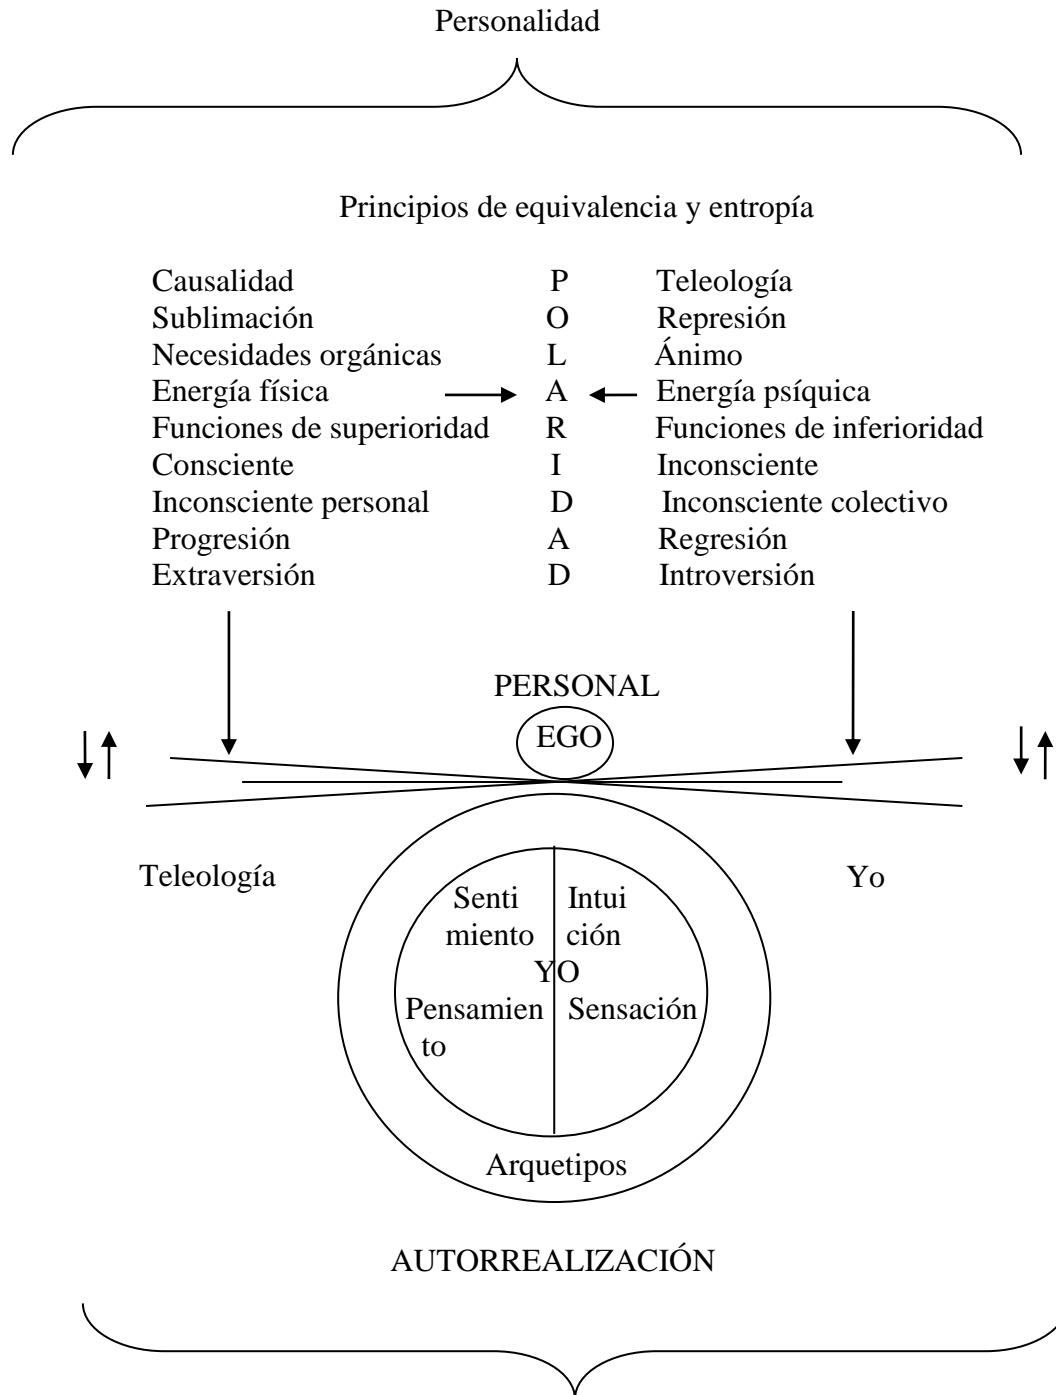 Personalidad
Principios de equivalencia y entropía
Causalidad P Teleología
Sublimación O Represión
Necesidades orgánicas L Ánimo
Energía física A Energía psíquica
Funciones de superioridad R Funciones de inferioridad
Consciente I Inconsciente
Inconsciente personal D Inconsciente colectivo
Progresión A Regresión
Extraversión D Introversión
PERSONAL
EGO
Teleología Yo
Senti Intui
miento ción
YO
Pensamien Sensación
to
Arquetipos
AUTORREALIZACIÓN